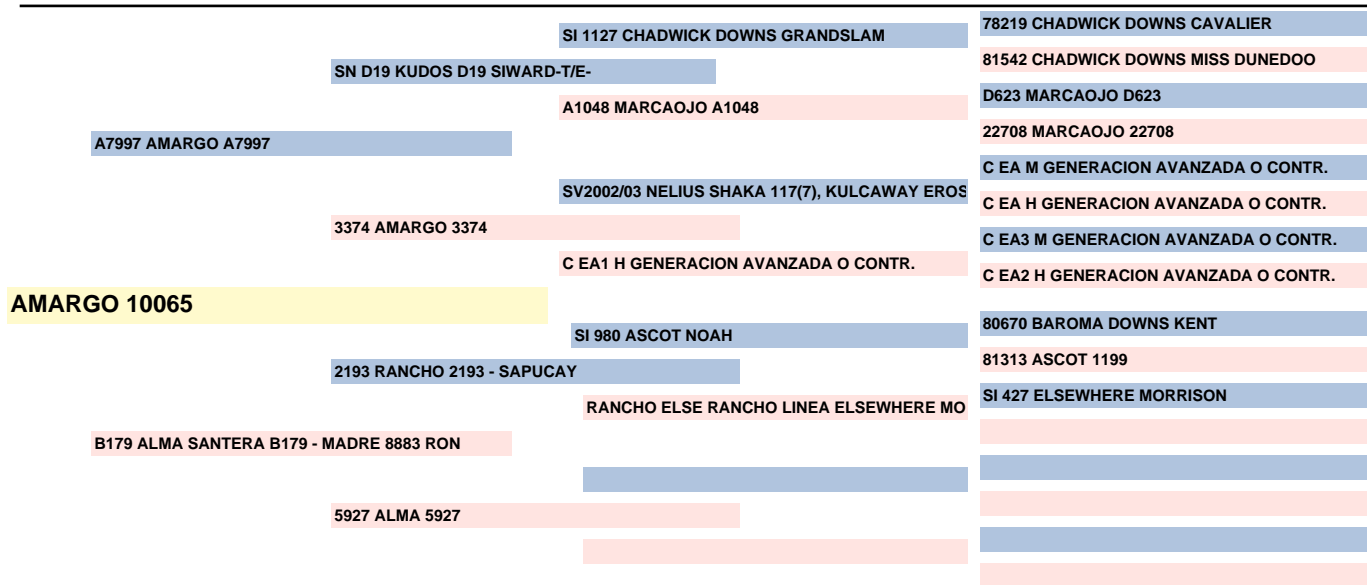 78219 CHADWICK DOWNS CAVALIER
SI 1127 CHADWICK DOWNS GRANDSLAM
81542 CHADWICK DOWNS MISS DUNEDOO
SN D19 KUDOS D19 SIWARD-T/E-
D623 MARCAOJO D623
A1048 MARCAOJO A1048
22708 MARCAOJO 22708
A7997 AMARGO A7997
C EA M GENERACION AVANZADA O CONTR.
SV2002/03 NELIUS SHAKA 117(7), KULCAWAY EROS
C EA H GENERACION AVANZADA O CONTR.
3374 AMARGO 3374
C EA3 M GENERACION AVANZADA O CONTR.
C EA1 H GENERACION AVANZADA O CONTR.
C EA2 H GENERACION AVANZADA O CONTR.
AMARGO 10065
80670 BAROMA DOWNS KENT
SI 980 ASCOT NOAH
81313 ASCOT 1199
2193 RANCHO 2193 - SAPUCAY
SI 427 ELSEWHERE MORRISON
RANCHO ELSE RANCHO LINEA ELSEWHERE MO
B179 ALMA SANTERA B179 - MADRE 8883 RON
5927 ALMA 5927